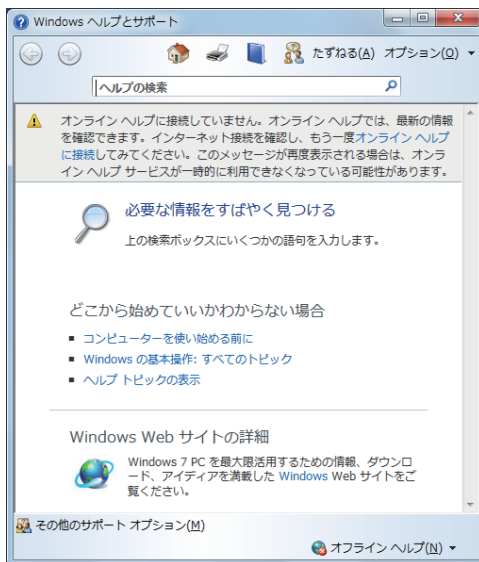 Windows ヘルプとサポート
たずねる(A) オプション(O)
ヘルプの検索
オンライン ヘルプに接続していません。オンライン ヘルプでは、最新の情報
を確認できます。インターネット接続を確認し、もう一度オンライン ヘルプ
に接続してみてください。このメッセージが再度表示される場合は、オンラ
イン ヘルプ サービスが一時的に利用できなくなっている可能性があります。
必要な情報をすばやく見つける
上の検索ボックスにいくつかの語句を入力します。
どこから始めていいかわからない場合
■ コンピューターを使い始める前に
■ Windows の基本操作: すべてのトピック
■ ヘルプ トピックの表示
Windows Web サイトの詳細
Windows 7 PC を最大限活用するための情報、ダウンロ
ード、アイディアを満載した Windows Web サイトをご
覧ください。
その他のサポート オプション(M)
オフライン ヘルプ(N)